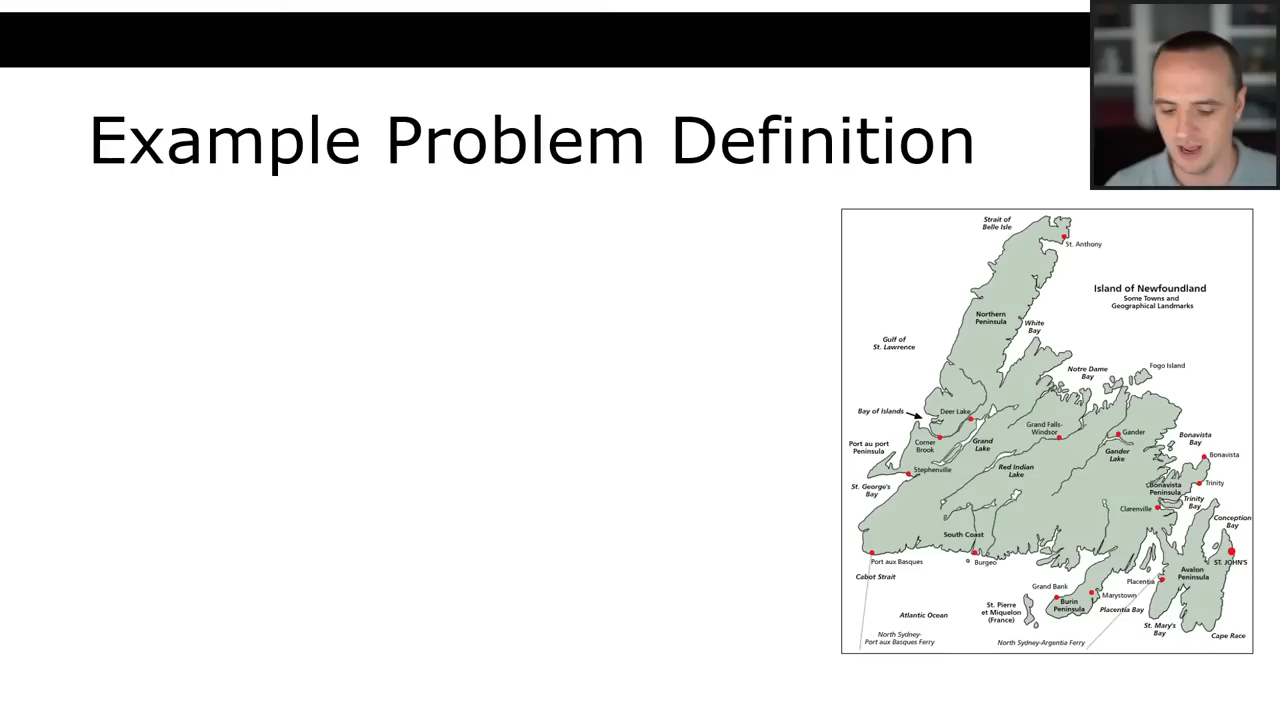 Example Problem Definition
Strait of
Belle Isle
St. Anthony
Island of Newfoundland
Some Towns and
Geographical Landmarks
Northern
Peninsula
White
Bay
Gulf of
St. Lawrence
Notre Dame
Bay
Fogo Island
Bay of Islands
Deer Lake
Grand Falls-
Windsor
Gander
Corner
Brook
Grand
Lake
Port au port
Peninsula
Bonavista
Bay
Gander
Lake
Bonavista
Stephenville
Red Indian
Lake
St. George's
Bay
Bonavista
Peninsula
Trinity
Trinity
Bay
Clarenville
Conception
Bay
South Coast
Port aux Basques
Burgeo
ST. JOHN'S
Cabot Strait
Avalon
Peninsula
Placentia
Grand Bank
Marystown
Burin
Peninsula
St. Pierre
et Miquelon
(France)
Placentia Bay
Atlantic Ocean
St. Mary's
Bay
Cape Race
North Sydney-
Port aux Basques Ferry
North Sydney-Argentia Ferry